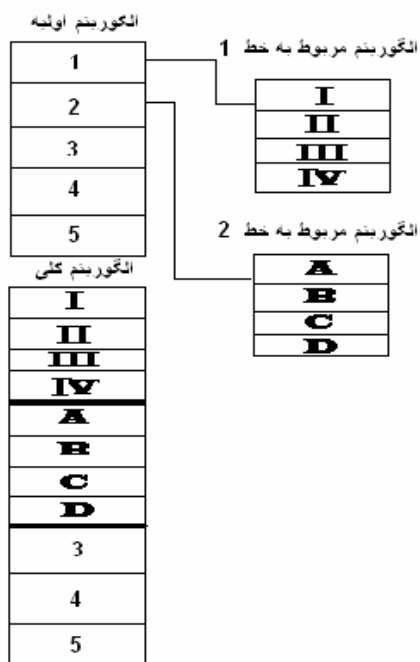 الگوریتم اولیه
1
2
3
4
5
الگوریتم مربوط به خط 1
I
II
III
IV
الگوریتم مربوط به خط 2
A
B
C
D
الگوریتم کلی
I
II
III
IV
A
B
C
D
3
4
5